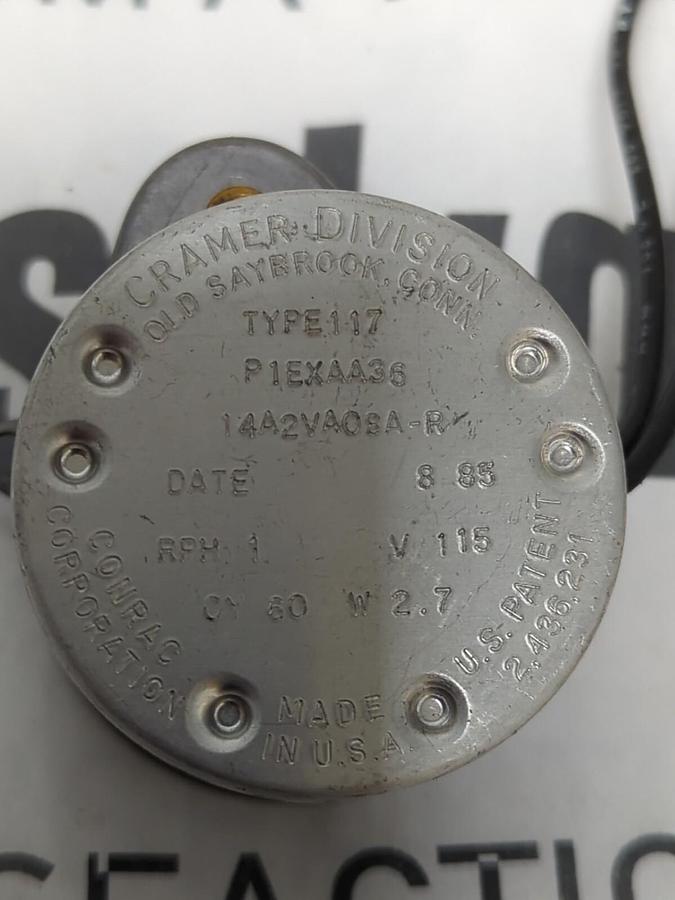 CRAMER DIVISION
OLD SAYBROOK, CONN.
TYPE 117
P1EXAA36
14A2VA09A-R
DATE 8 85
RPH 1 V 115
CY 60 W 2.7
CONRAC
CORPORATION
U.S. PATENT
2,436,231
MADE
IN U.S.A.